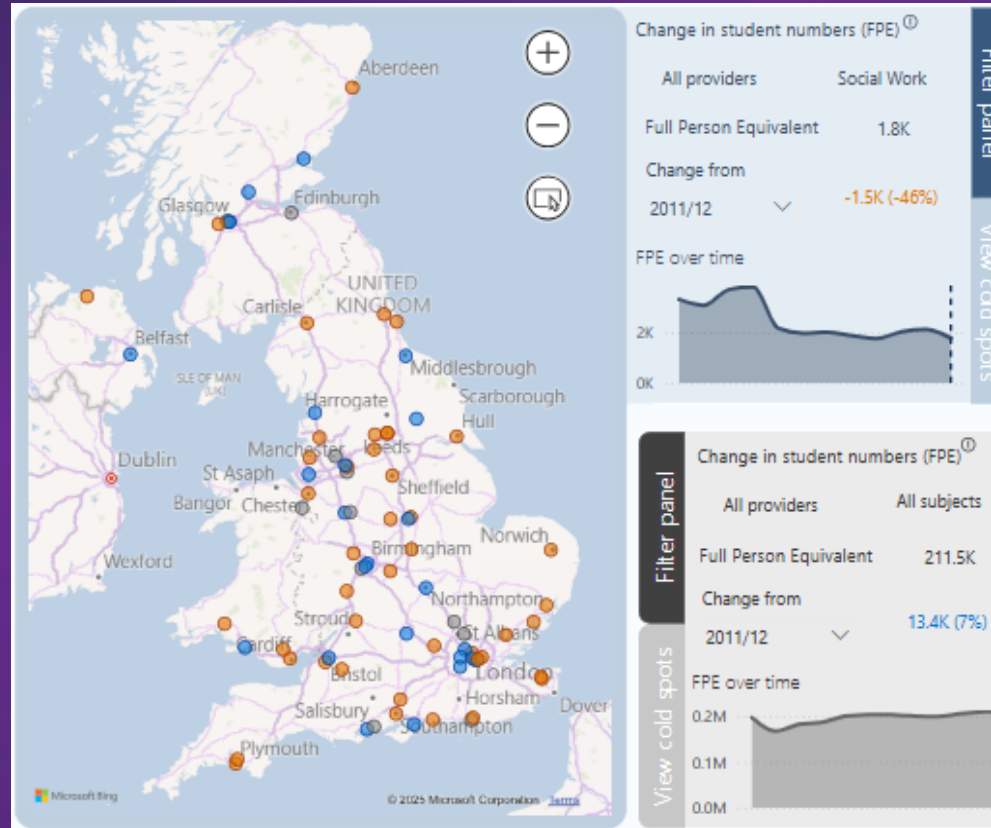 Aberdeen
Edinburgh
Glasgow
UNITED
KINGDOM
Carlisle
Belfast
Middlesbrough
SLE OF MAN
(UK)
Scarborough
Harrogate
Hull
Manchester
Leeds
Dublin
St Asaph
Sheffield
Bangor
Chester
Norwich
Birmingham
Wexford
Northampton
Stroud
St Albans
Cardiff
London
Bristol
Horsham
Salisbury
Dover
Southampton
Plymouth
Microsoft Bing
© 2025 Microsoft Corporation Terms
Change in student numbers (FPE)
All providers Social Work
Full Person Equivalent 1.8K
Change from
2011/12 -1.5K (-46%)
FPE over time
2K
0K
Filter panel
View cold spots
Filter panel
View cold spots
Change in student numbers (FPE)
All providers All subjects
Full Person Equivalent 211.5K
Change from
2011/12 13.4K (7%)
FPE over time
0.2M
0.1M
0.0M